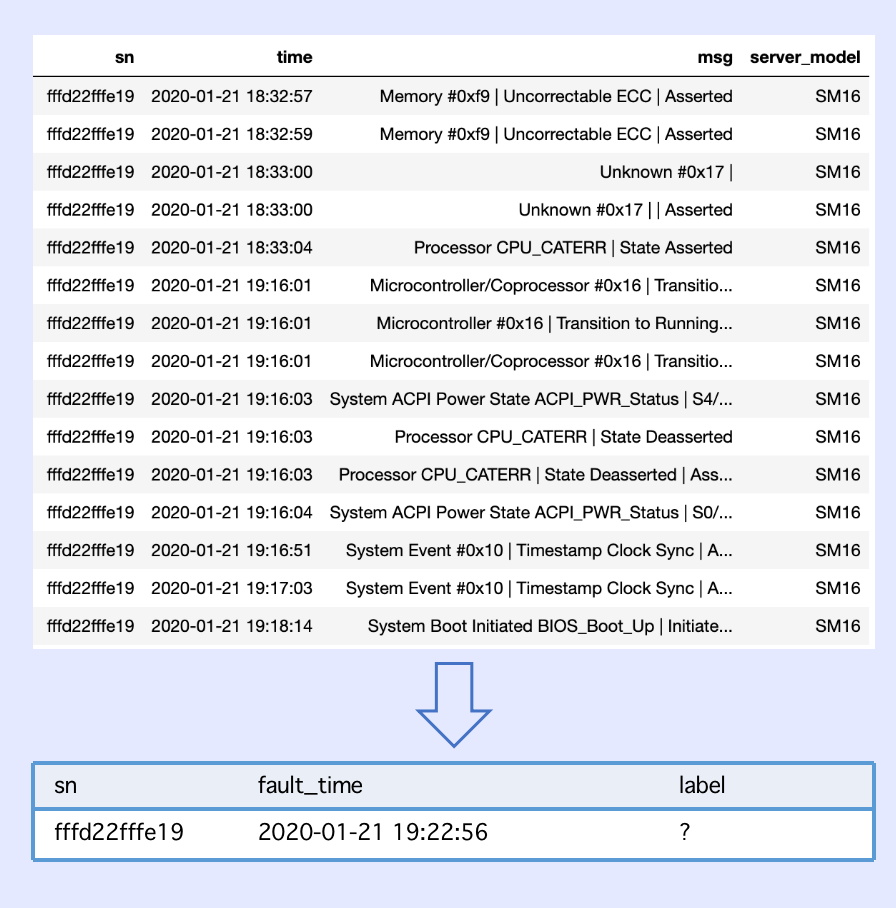 sn time msg server_model
fffd22fffe19 2020-01-21 18:32:57 Memory #0xf9 | Uncorrectable ECC | Asserted SM16
fffd22fffe19 2020-01-21 18:32:59 Memory #0xf9 | Uncorrectable ECC | Asserted SM16
fffd22fffe19 2020-01-21 18:33:00 Unknown #0x17 | SM16
fffd22fffe19 2020-01-21 18:33:00 Unknown #0x17 | | Asserted SM16
fffd22fffe19 2020-01-21 18:33:04 Processor CPU_CATERR | State Asserted SM16
fffd22fffe19 2020-01-21 19:16:01 Microcontroller/Coprocessor #0x16 | Transitio... SM16
fffd22fffe19 2020-01-21 19:16:01 Microcontroller #0x16 | Transition to Running... SM16
fffd22fffe19 2020-01-21 19:16:01 Microcontroller/Coprocessor #0x16 | Transitio... SM16
fffd22fffe19 2020-01-21 19:16:03 System ACPI Power State ACPI_PWR_Status | S4/... SM16
fffd22fffe19 2020-01-21 19:16:03 Processor CPU_CATERR | State Deasserted SM16
fffd22fffe19 2020-01-21 19:16:03 Processor CPU_CATERR | State Deasserted | Ass... SM16
fffd22fffe19 2020-01-21 19:16:04 System ACPI Power State ACPI_PWR_Status | S0/... SM16
fffd22fffe19 2020-01-21 19:16:51 System Event #0x10 | Timestamp Clock Sync | A... SM16
fffd22fffe19 2020-01-21 19:17:03 System Event #0x10 | Timestamp Clock Sync | A... SM16
fffd22fffe19 2020-01-21 19:18:14 System Boot Initiated BIOS_Boot_Up | Initiate... SM16
sn fault_time label
fffd22fffe19 2020-01-21 19:22:56 ?